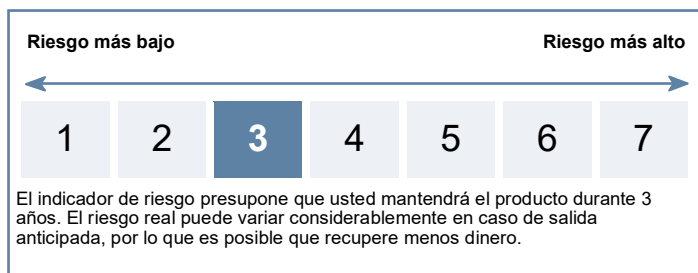 Riesgo más bajo Riesgo más alto
1 2 3 4 5 6 7
El indicador de riesgo presupone que usted mantendrá el producto durante 3
años. El riesgo real puede variar considerablemente en caso de salida
anticipada, por lo que es posible que recupere menos dinero.